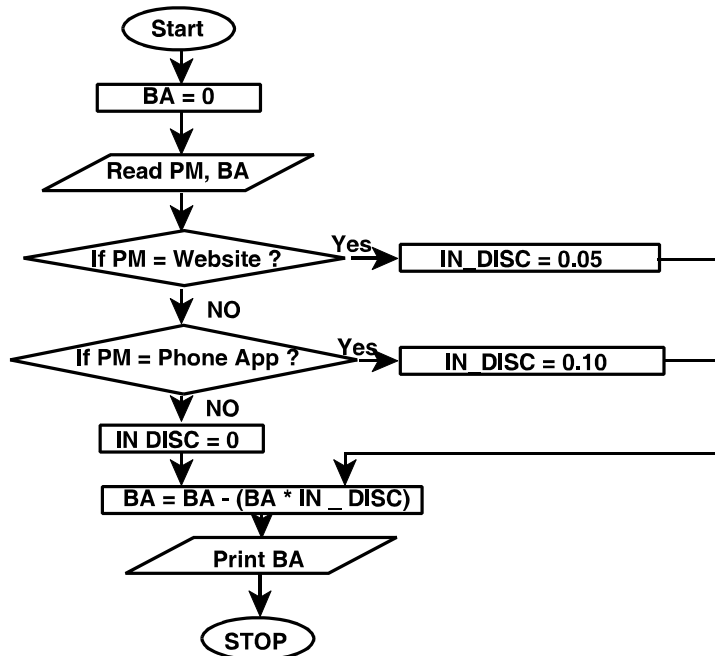 Start
BA = 0
Read PM, BA
If PM = Website ?
Yes
IN_DISC = 0.05
NO
If PM = Phone App ?
Yes
IN_DISC = 0.10
NO
IN DISC = 0
BA = BA - (BA * IN _ DISC)
Print BA
STOP